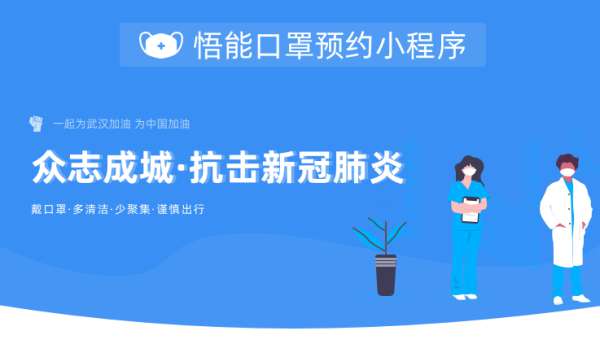 悟能口罩预约小程序
一起为武汉加油 为中国加油
众志成城·抗击新冠肺炎
戴口罩·多清洁·少聚集·谨慎出行